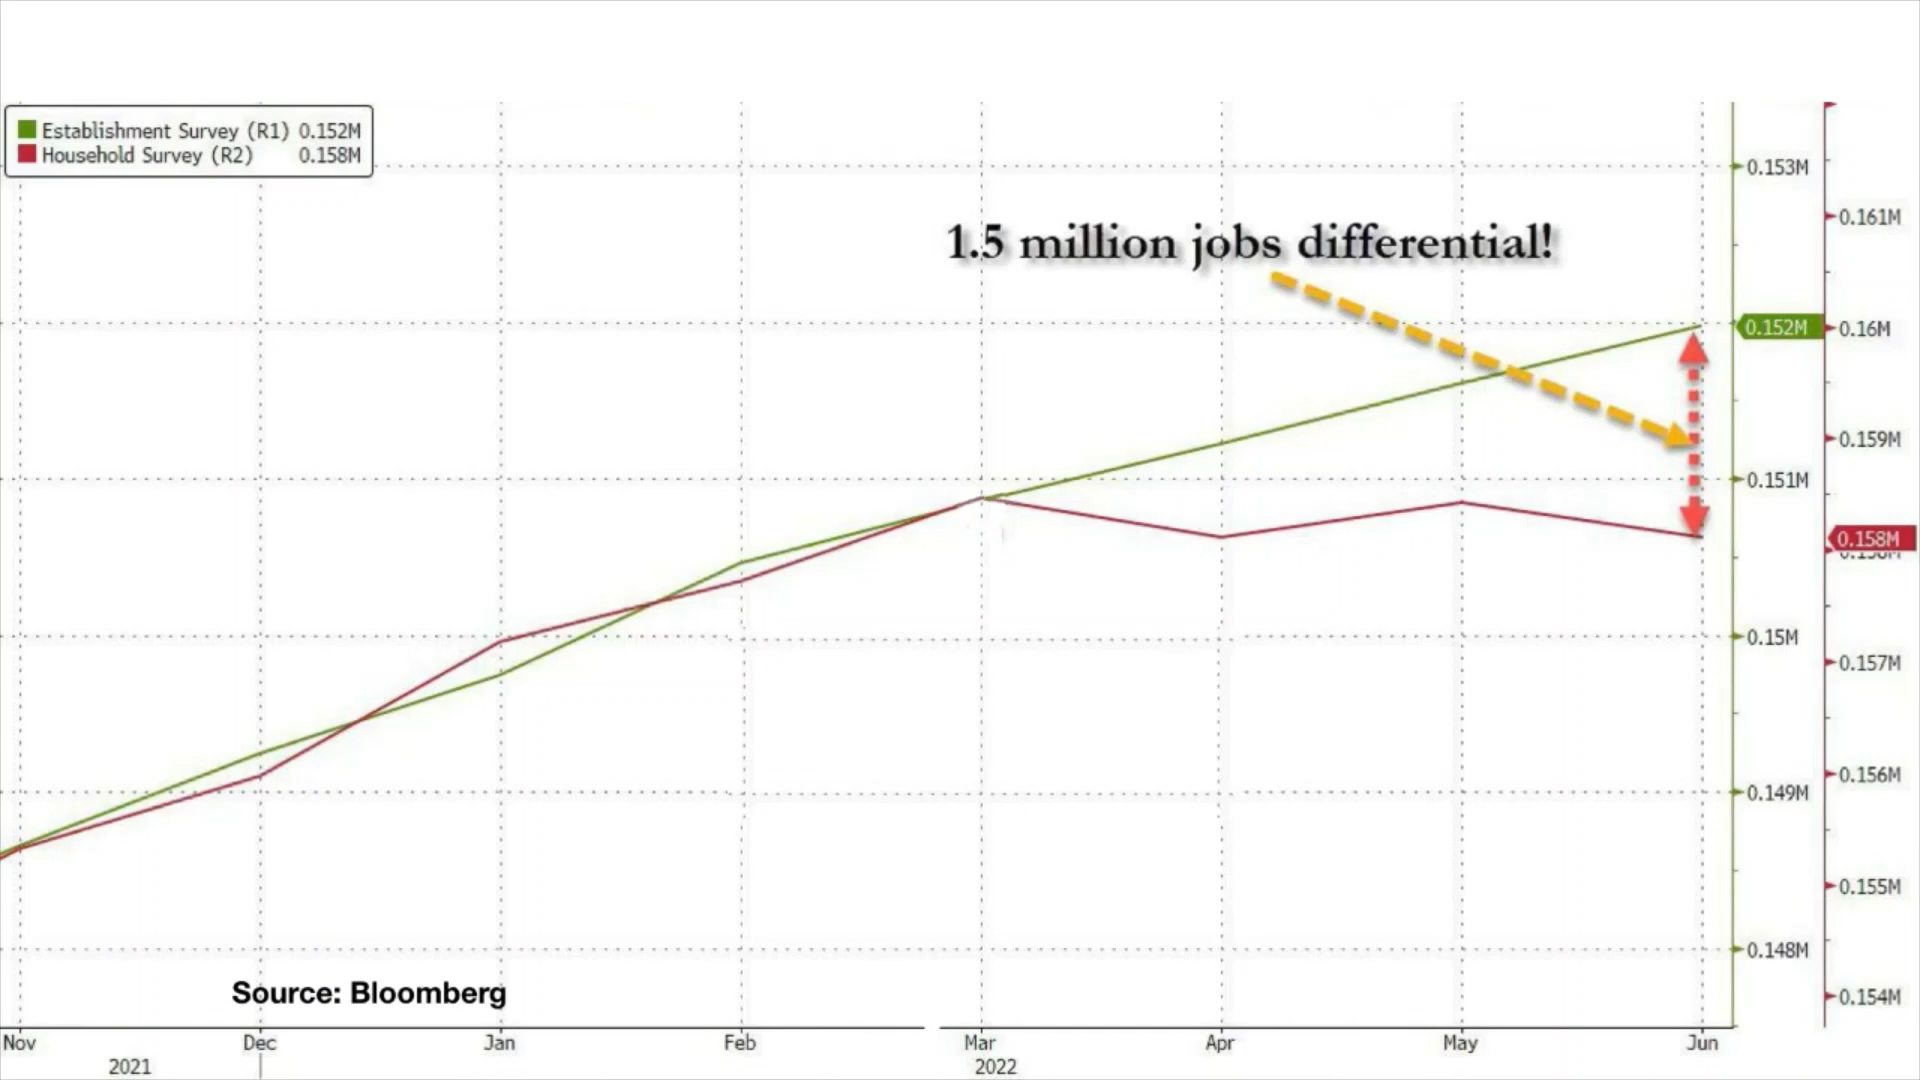 Establishment Survey (R1) 0.152M
Household Survey (R2) 0.158M
1.5 million jobs differential!
0.153M
0.152M
0.151M
0.15M
0.149M
0.148M
0.161M
0.16M
0.159M
0.158M
0.158M
0.157M
0.156M
0.155M
0.154M
Source: Bloomberg
Nov Dec Jan Feb Mar Apr May Jun
2021 2022